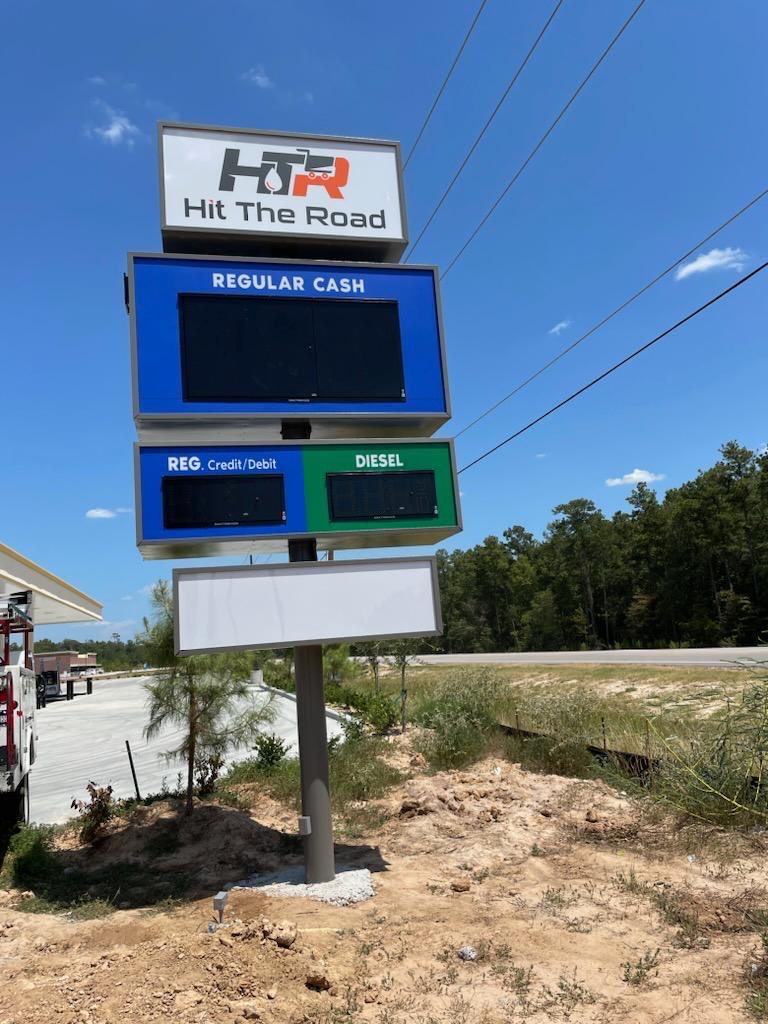 HTR
Hit The Road
REGULAR CASH
REG. Credit/Debit
DIESEL